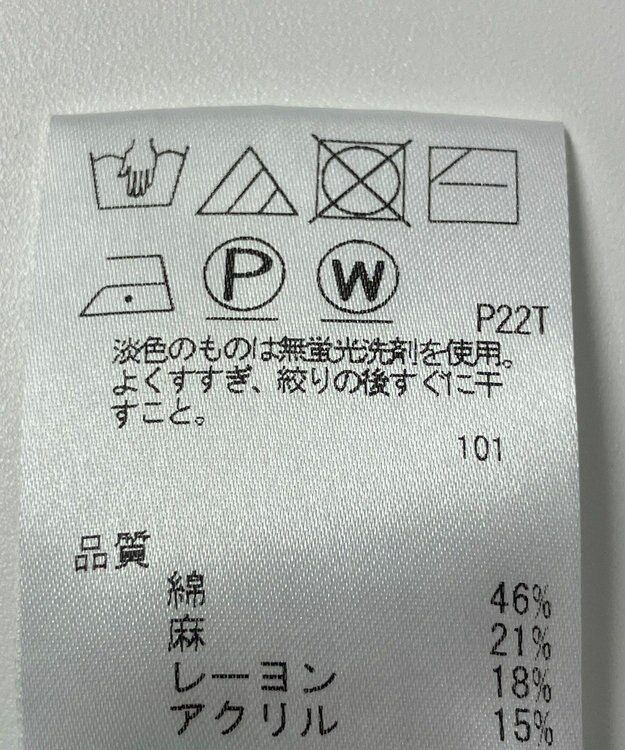 P W
P22T
淡色のものは無蛍光洗剤を使用。
よくすすぎ、絞りの後すぐに干
すこと。
101
品質
綿 46%
麻 21%
レーヨン 18%
アクリル 15%